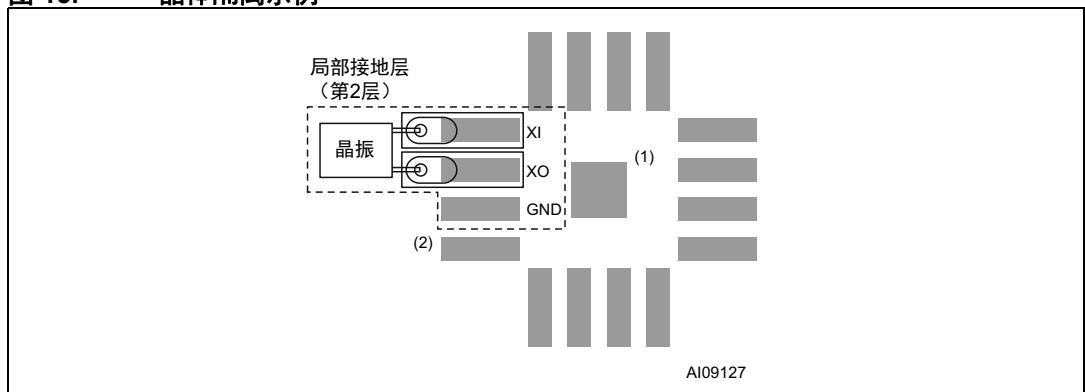 局部接地层
（第2层）
晶振
XI
XO
GND
(1)
(2)
AI09127